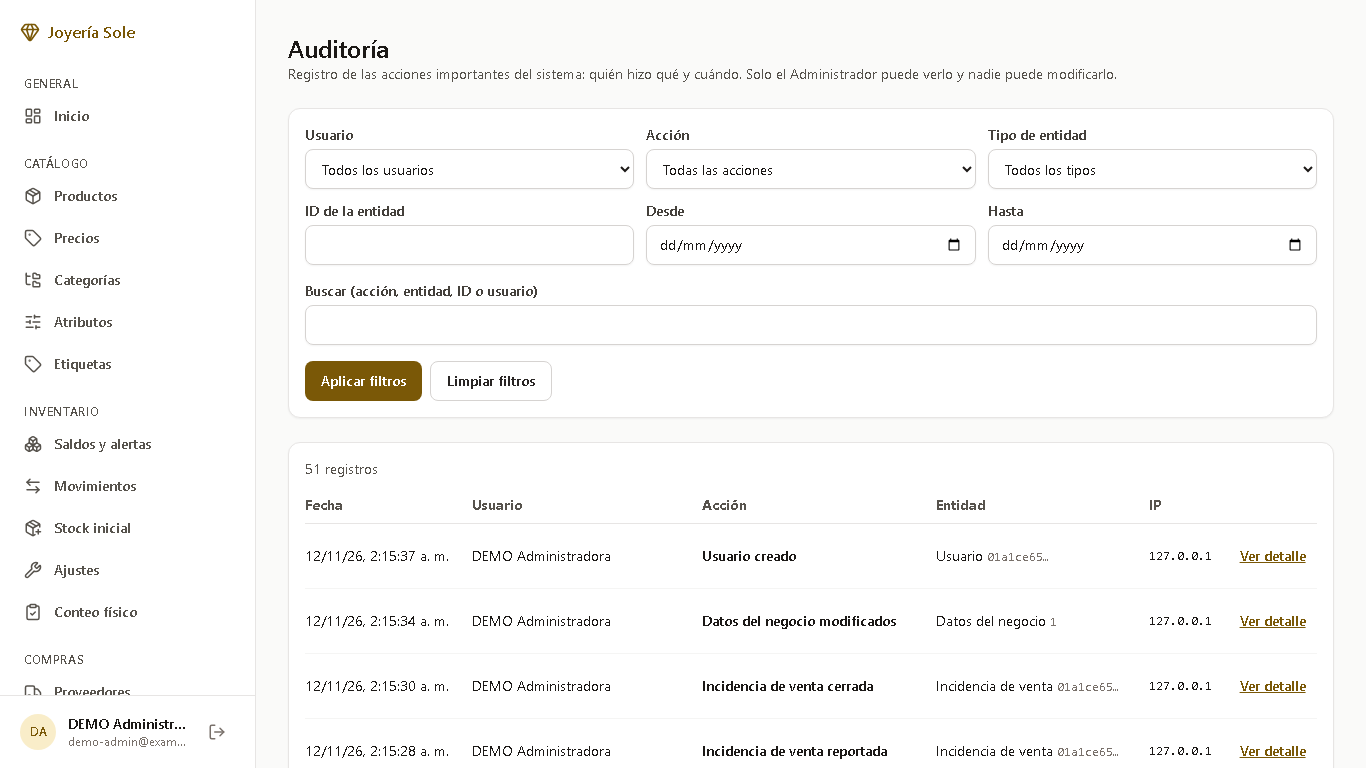 Joyería Sole
GENERAL
Inicio
CATÁLOGO
Productos
Precios
Categorías
Atributos
Etiquetas
INVENTARIO
Saldos y alertas
Movimientos
Stock inicial
Ajustes
Conteo físico
COMPRAS
Proveedores
DA
DEMO Administr...
demo-admin@exam...
Auditoría
Registro de las acciones importantes del sistema: quién hizo qué y cuándo. Solo el Administrador puede verlo y nadie puede modificarlo.
Usuario Acción Tipo de entidad
Todos los usuarios Todas las acciones Todos los tipos
ID de la entidad Desde Hasta
dd/mm/yyyy dd/mm/yyyy
Buscar (acción, entidad, ID o usuario)
Aplicar filtros Limpiar filtros
51 registros
Fecha Usuario Acción Entidad IP
12/11/26, 2:15:37 a. m. DEMO Administradora Usuario creado Usuario 01a1ce65… 127.0.0.1 Ver detalle
12/11/26, 2:15:34 a. m. DEMO Administradora Datos del negocio modificados Datos del negocio 1 127.0.0.1 Ver detalle
12/11/26, 2:15:30 a. m. DEMO Administradora Incidencia de venta cerrada Incidencia de venta 01a1ce65… 127.0.0.1 Ver detalle
12/11/26, 2:15:28 a. m. DEMO Administradora Incidencia de venta reportada Incidencia de venta 01a1ce65… 127.0.0.1 Ver detalle